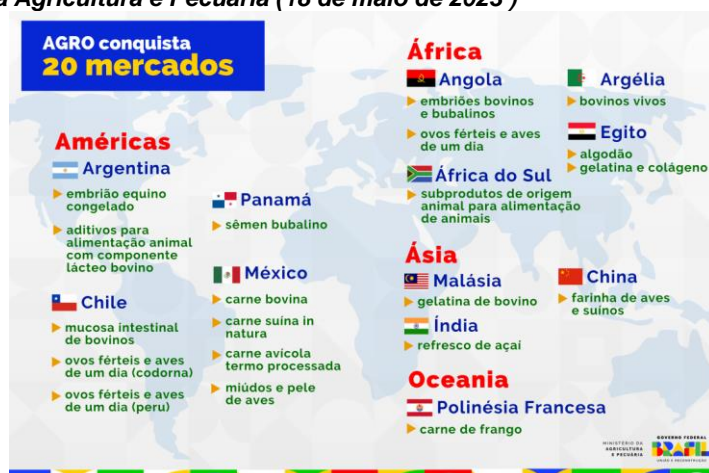 a Agricultura e Pecuária (18 de maio de 2023 )
AGRO conquista
20 mercados
Américas
Argentina
embrião equino
congelado
aditivos para
alimentação animal
com componente
lácteo bovino
Chile
mucosa intestinal
de bovinos
ovos férteis e aves
de um dia (codorna)
ovos férteis e aves
de um dia (peru)
Panamá
sêmen bubalino
México
carne bovina
carne suína in
natura
carne avícola
termo processada
miúdos e pele
de aves
África
Angola
embriões bovinos
e bubalinos
ovos férteis e aves
de um dia
África do Sul
subprodutos de origem
animal para alimentação
de animais
Argélia
bovinos vivos
Egito
algodão
gelatina e colágeno
Ásia
Malásia
gelatina de bovino
Índia
refresco de açaí
China
farinha de aves
e suínos
Oceania
Polinésia Francesa
carne de frango
MINISTÉRIO DA
AGRICULTURA
E PECUÁRIA
GOVERNO FEDERAL
BRASIL
UNIÃO E RECONSTRUÇÃO